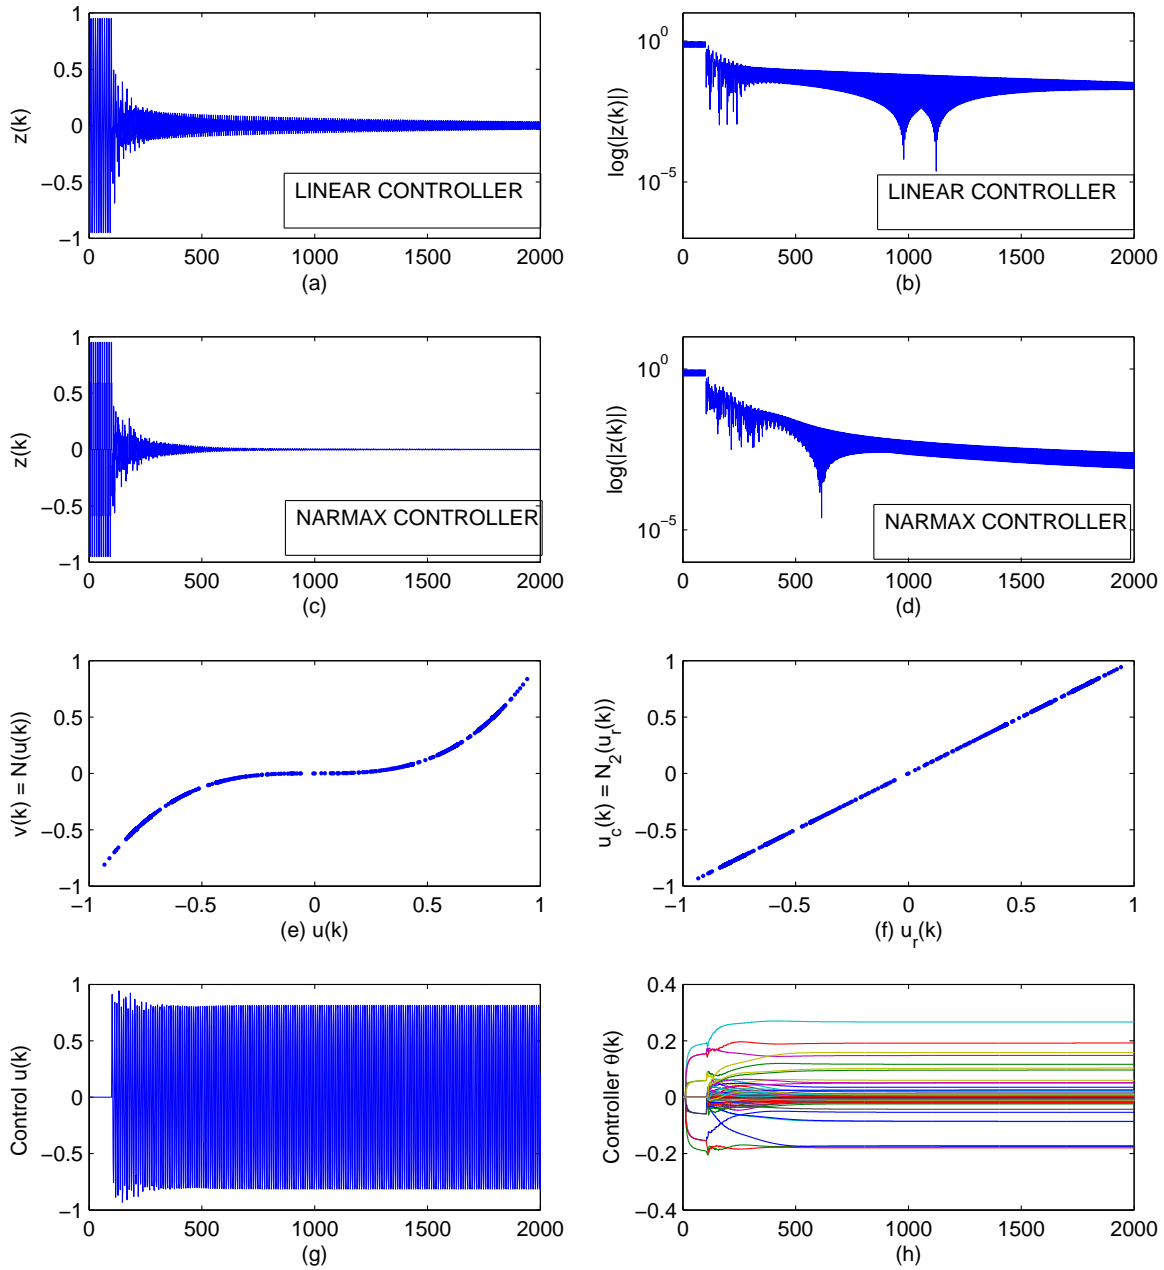 1
0.5
0
−0.5
−1
z(k)
LINEAR CONTROLLER
0 500 1000 1500 2000
(a)
10^0
10^−5
log(|z(k)|)
LINEAR CONTROLLER
0 500 1000 1500 2000
(b)
1
0.5
0
−0.5
−1
z(k)
NARMAX CONTROLLER
0 500 1000 1500 2000
(c)
10^0
10^−5
log(|z(k)|)
NARMAX CONTROLLER
0 500 1000 1500 2000
(d)
1
0.5
0
−0.5
−1
v(k) = N(u(k))
−1 −0.5 0 0.5 1
(e) u(k)
1
0.5
0
−0.5
−1
u_c(k) = N_2(u_r(k))
−1 −0.5 0 0.5 1
(f) u_r(k)
1
0.5
0
−0.5
−1
Control u(k)
0 500 1000 1500 2000
(g)
0.4
0.2
0
−0.2
−0.4
Controller θ(k)
0 500 1000 1500 2000
(h)